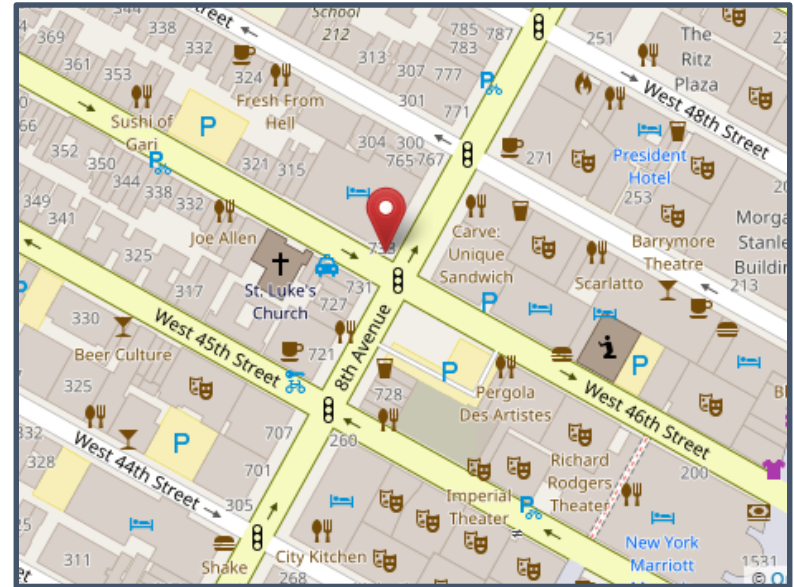 School
212
785 787
783
251
The
Ritz
Plaza
369
344
338
332
361
353
324
313
307
777
301
771
West 48th Street
Street
Fresh From
Hell
Sushi of
Gari
P
P
P
352
350
344
338
332
321
315
304 300
765-767
271
President
Hotel
253
349
341
Joe Allen
733
Carve:
Unique
Sandwich
Barrymore
Theatre
Scarlatto
213
325
317
St. Luke's
Church
731
727
721
P
330
Beer Culture
West 45th Street
8th Avenue
P
P
728
Pergola
Des Artistes
West 46th Street
325
328
West 44th Street
P
707
701
260
305
Richard
Rodgers
Theater
Imperial
Theater
P
200
311
Shake
City Kitchen
268
New York
Marriott
1531
©